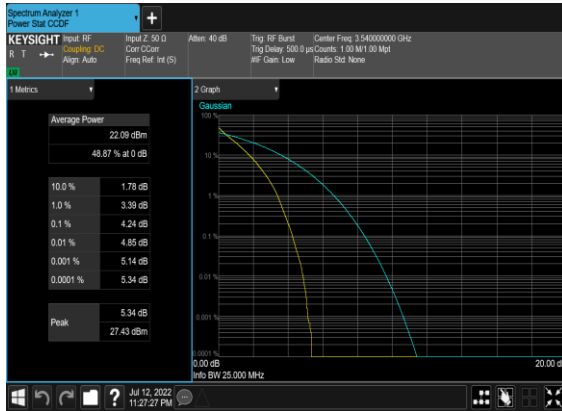 Spectrum Analyzer 1
Power Stat CCDF
+
KEYSIGHT
R T
LXI
Input: RF
Coupling: DC
Align: Auto
Input Z: 50 Ω
Corr CCorr
Freq Ref: Int (S)
Atten: 40 dB
Trig: RF Burst
Trig Delay: 500.0 µs
#IF Gain: Low
Center Freq: 3.540000000 GHz
Counts: 1.00 M/1.00 Mpt
Radio Std: None
1 Metrics
Average Power
22.09 dBm
48.87 % at 0 dB
10.0 % 1.78 dB
1.0 % 3.39 dB
0.1 % 4.24 dB
0.01 % 4.85 dB
0.001 % 5.14 dB
0.0001 % 5.34 dB
Peak
5.34 dB
27.43 dBm
2 Graph
Gaussian
100 %
10 %
1 %
0.1 %
0.01 %
0.001 %
0.0001 %
0.00 dB
20.00 d
Info BW 25.000 MHz
?
Jul 12, 2022
11:27:27 PM